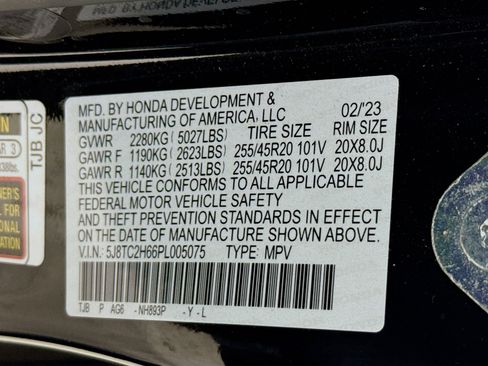 MFD. BY HONDA DEVELOPMENT &
MANUFACTURING OF AMERICA, LLC 02/'23
GVWR 2280KG ( 5027LBS) TIRE SIZE RIM SIZE
GAWR F 1190KG ( 2623LBS) 255/45R20 101V 20X8.0J
GAWR R 1140KG ( 2513LBS) 255/45R20 101V 20X8.0J
THIS VEHICLE CONFORMS TO ALL APPLICABLE
FEDERAL MOTOR VEHICLE SAFETY
AND THEFT PREVENTION STANDARDS IN EFFECT
ON THE DATE OF MANUFACTURE SHOWN ABOVE.
V.I.N.: 5J8TC2H66PL005075 TYPE: MPV
TJB P AG6 - NH893P - Y - L
TJB JC